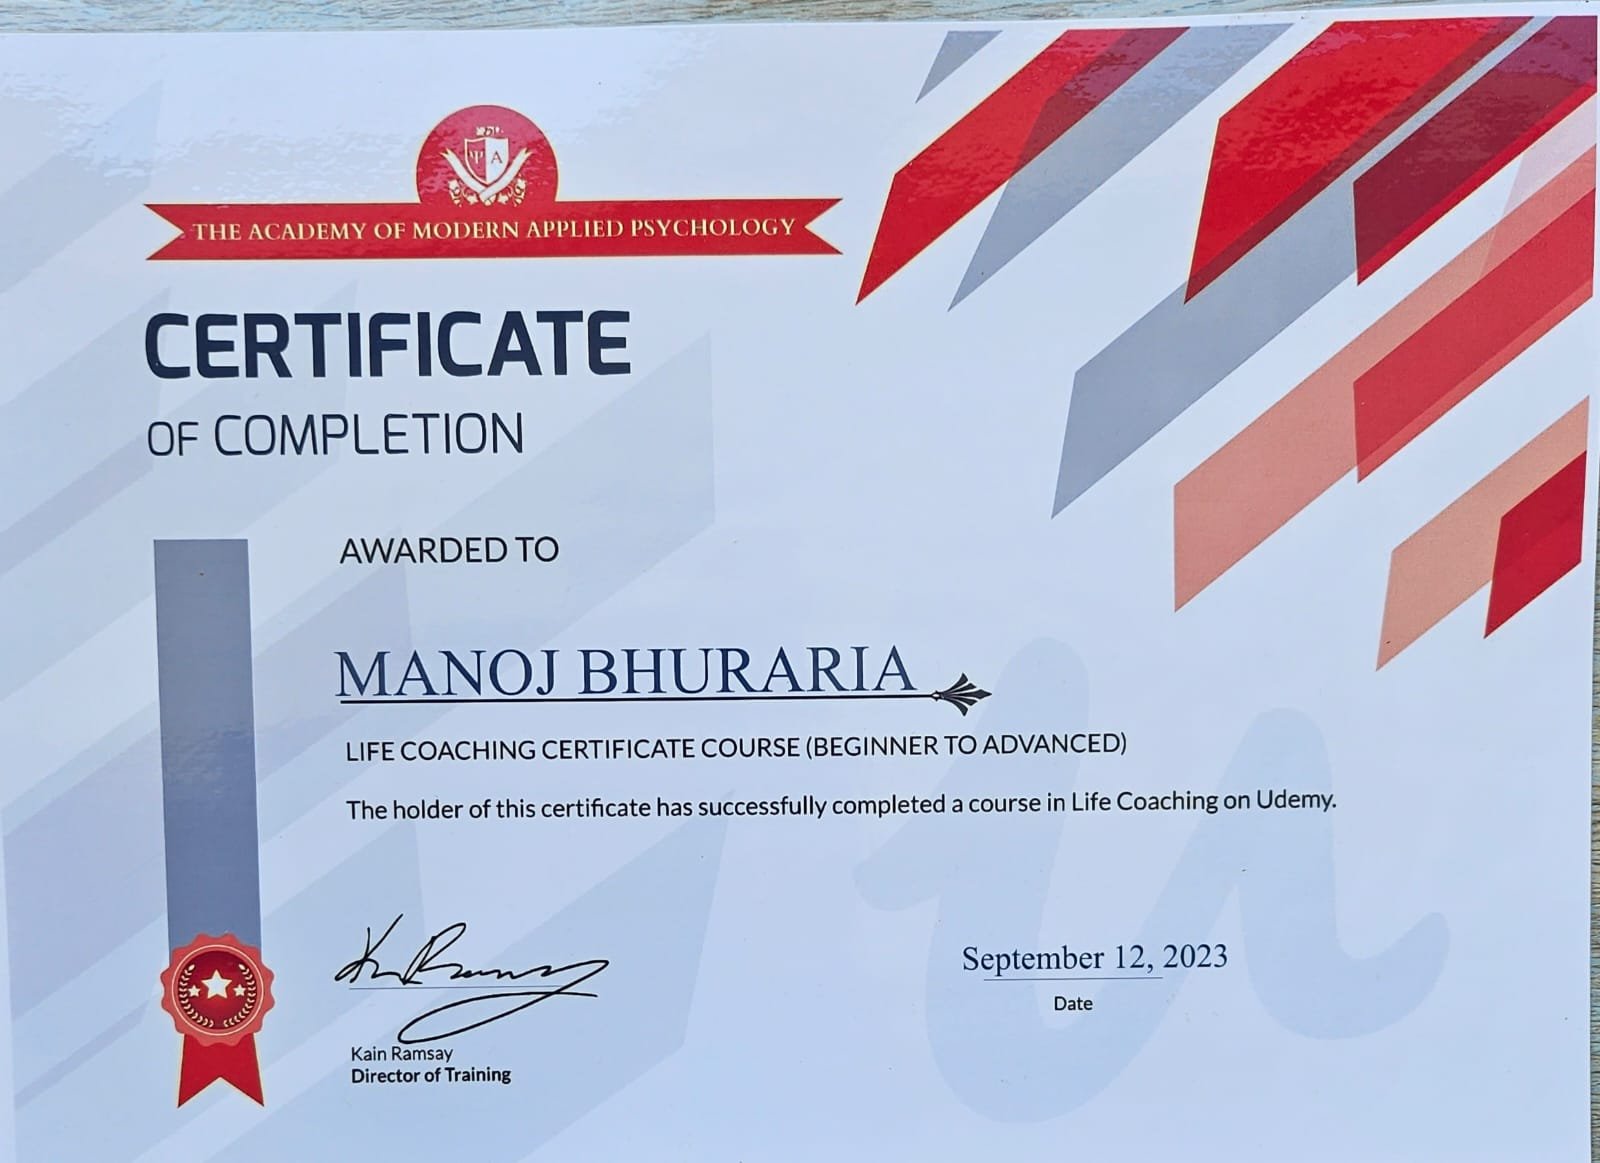 ΨA
THE ACADEMY OF MODERN APPLIED PSYCHOLOGY
CERTIFICATE
OF COMPLETION
AWARDED TO
MANOJ BHURARIA
LIFE COACHING CERTIFICATE COURSE (BEGINNER TO ADVANCED)
The holder of this certificate has successfully completed a course in Life Coaching on Udemy.
September 12, 2023
Date
Kain Ramsay
Director of Training